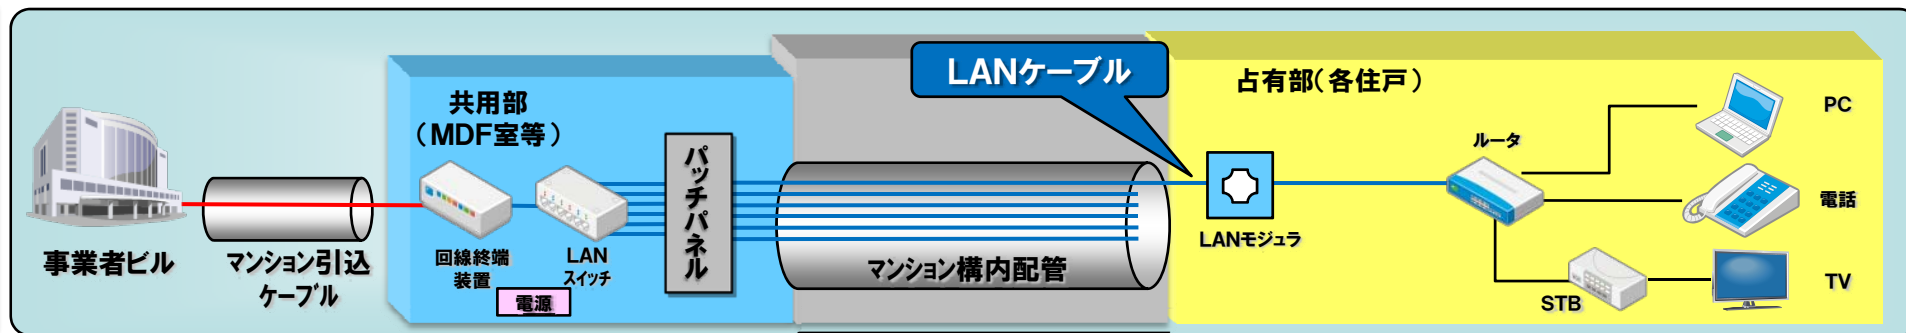 事業者ビル
マンション引込
ケーブル
共用部
（MDF室等）
回線終端
装置
電源
LAN
スイッチ
パッチパネル
マンション構内配管
LANケーブル
占有部（各住戸）
LANモジュラ
ルータ
PC
電話
STB
TV